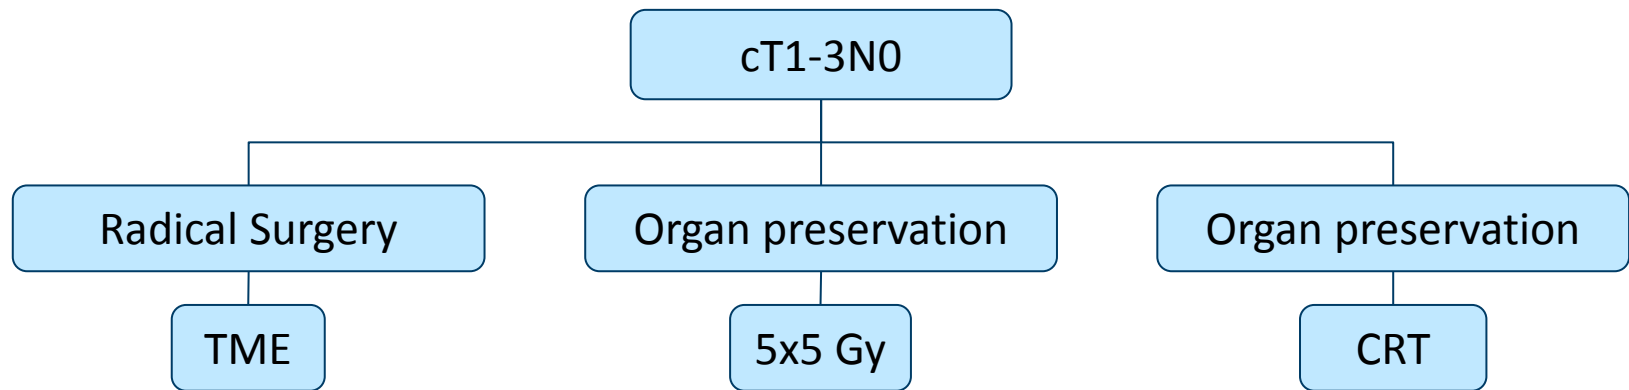 cT1-3N0
Radical Surgery
Organ preservation
Organ preservation
TME
5x5 Gy
CRT